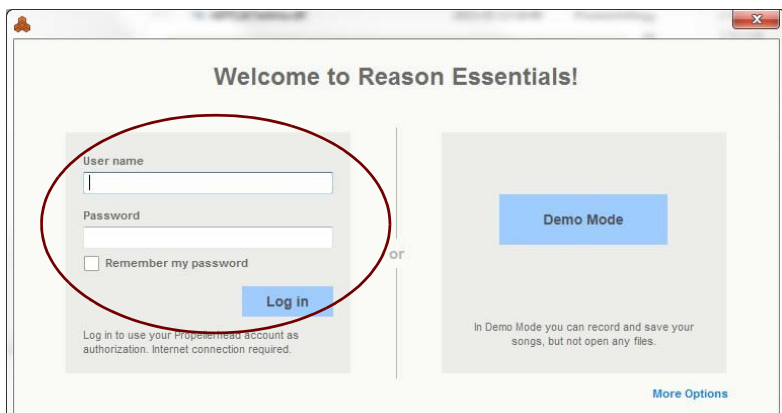 Welcome to Reason Essentials!
User name
Password
Remember my password
Log in
Log in to use your Propellerhead account as
authorization. Internet connection required.
or
Demo Mode
In Demo Mode you can record and save your
songs, but not open any files.
More Options